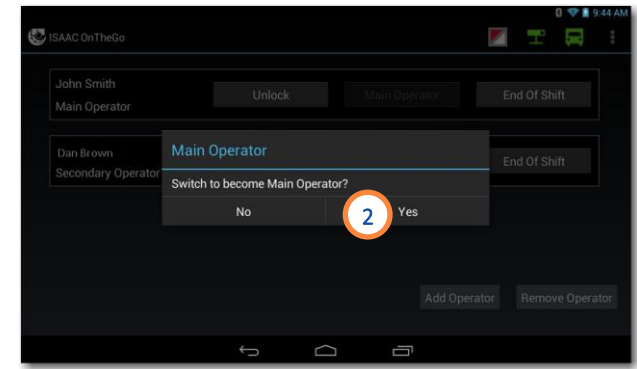 9:44 AM
ISAAC OnTheGo
John Smith
Main Operator
Unlock
Main Operator
End Of Shift
Dan Brown
Secondary Operator
End Of Shift
Main Operator
Switch to become Main Operator?
No
2
Yes
Add Operator
Remove Operator